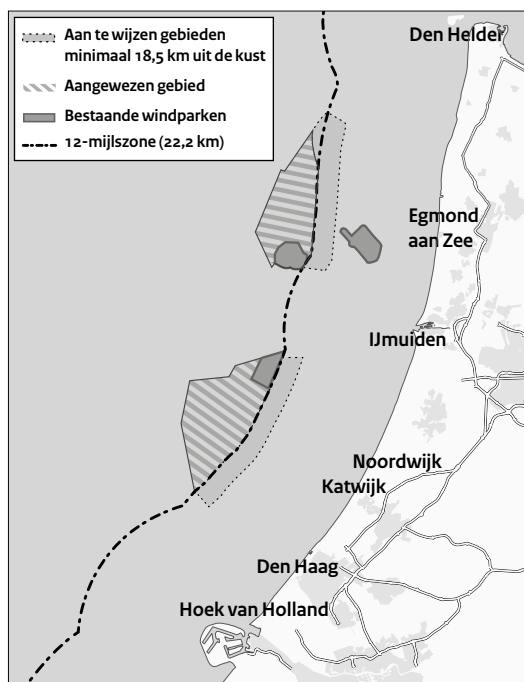 Aan te wijzen gebieden
minimaal 18,5 km uit de kust
Aangewezen gebied
Bestaande windparken
12-mijlszone (22,2 km)
Den Helder
Egmond
aan Zee
IJmuiden
Noordwijk
Katwijk
Den Haag
Hoek van Holland